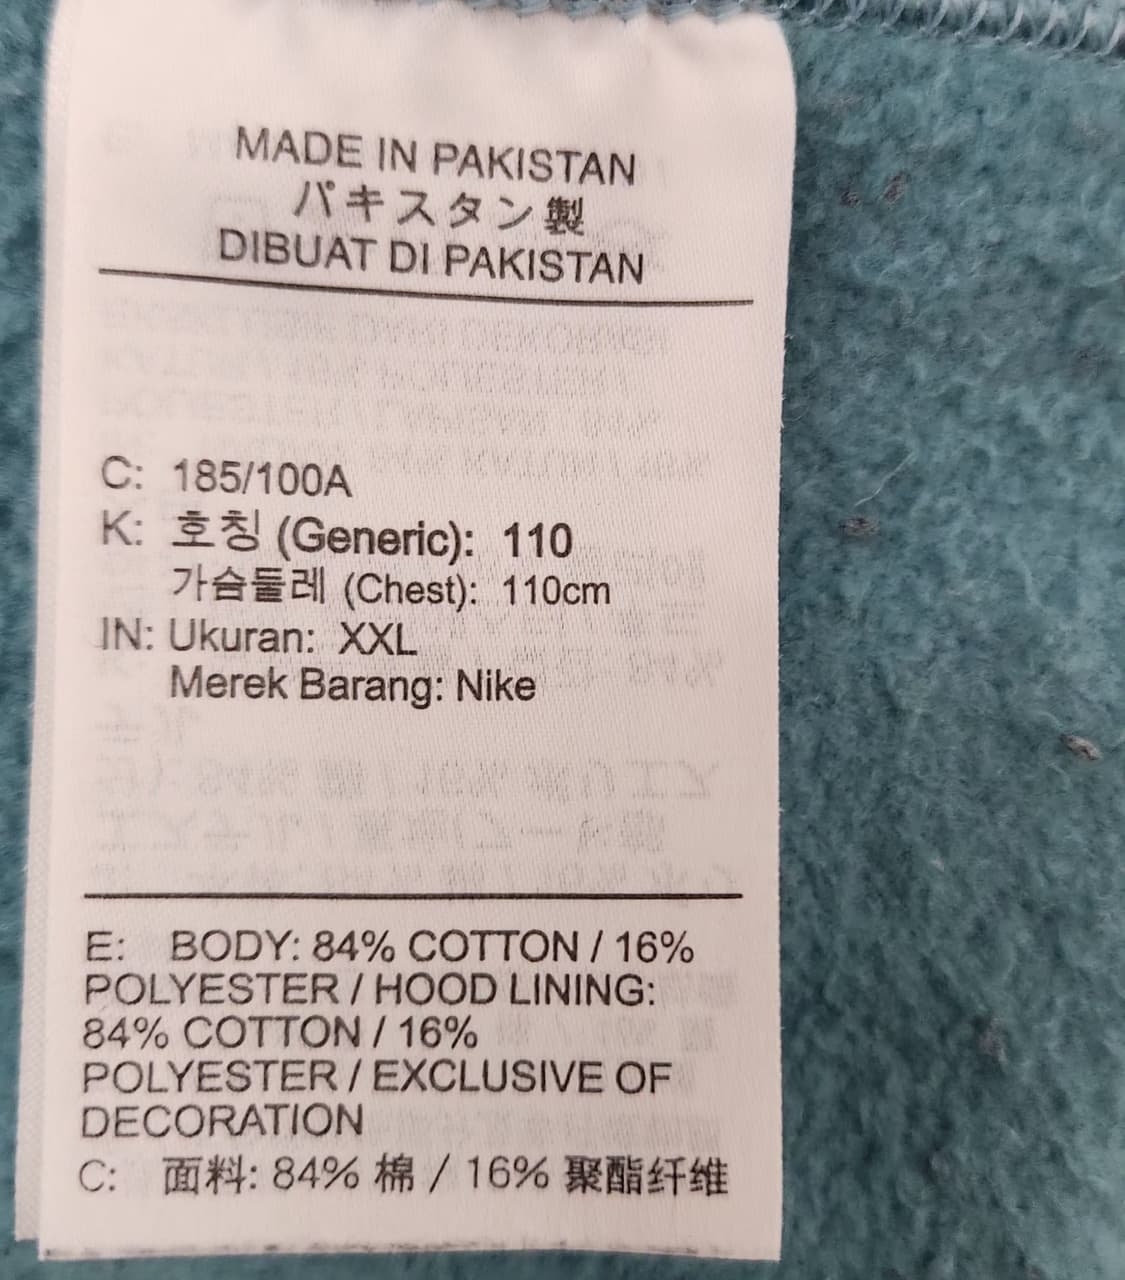 MADE IN PAKISTAN
パキスタン製
DIBUAT DI PAKISTAN
C: 185/100A
K: 호칭 (Generic): 110
가슴둘레 (Chest): 110cm
IN: Ukuran: XXL
Merek Barang: Nike
E: BODY: 84% COTTON / 16%
POLYESTER / HOOD LINING:
84% COTTON / 16%
POLYESTER / EXCLUSIVE OF
DECORATION
C: 面料: 84% 棉 / 16% 聚酯纤维